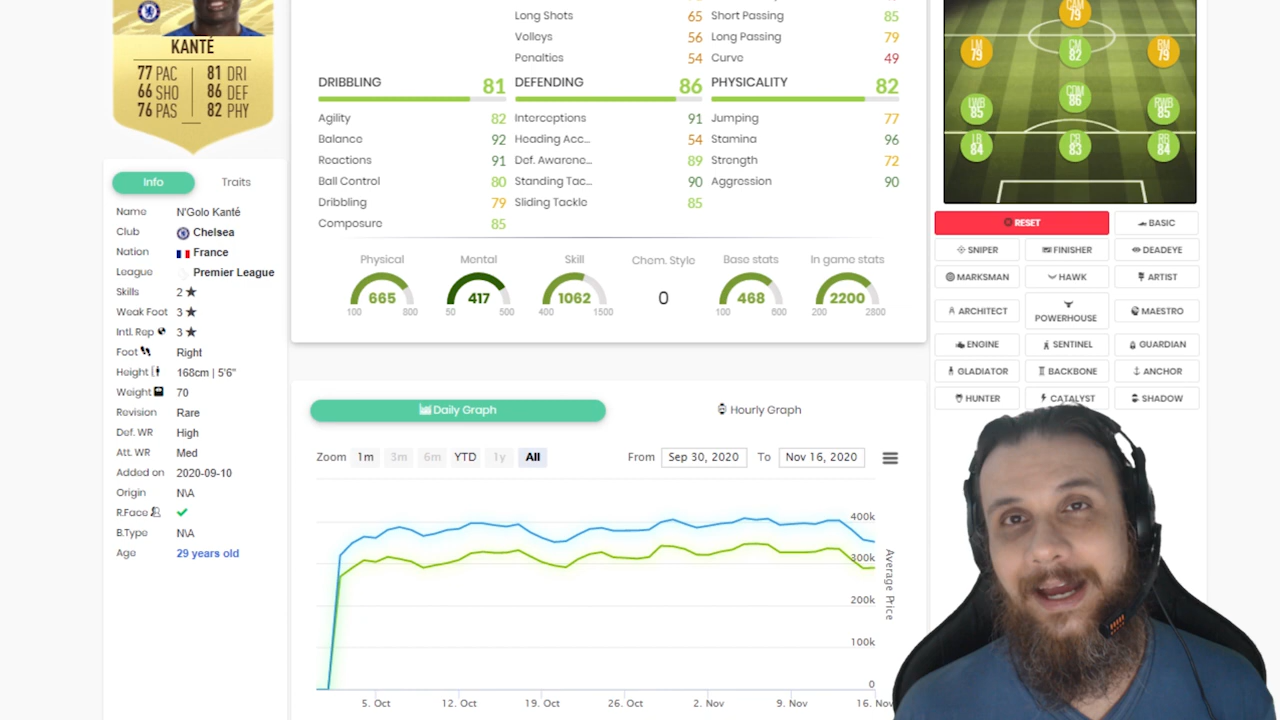 KANTÉ
77 PAC 81 DRI
66 SHO 86 DEF
76 PAS 82 PHY
Info Traits
Name N'Golo Kanté
Club Chelsea
Nation France
League Premier League
Skills 2 ★
Weak Foot 3 ★
Intl. Rep 3 ★
Foot Right
Height 168cm | 5'6"
Weight 70
Revision Rare
Def. WR High
Att. WR Med
Added on 2020-09-10
Origin N\A
R.Face ✔
B.Type N\A
Age 29 years old
Long Shots 65
Volleys 56
Penalties 54
Short Passing 85
Long Passing 79
Curve 49
DRIBBLING 81
Agility 82
Balance 92
Reactions 91
Ball Control 80
Dribbling 79
Composure 85
DEFENDING 86
Interceptions 91
Heading Acc... 54
Def. Awarene... 89
Standing Tac... 90
Sliding Tackle 85
PHYSICALITY 82
Jumping 77
Stamina 96
Strength 72
Aggression 90
Physical
665
100 800
Mental
417
50 500
Skill
1062
400 1500
Chem. Style
0
Base stats
468
100 600
In game stats
2200
200 2800
Daily Graph Hourly Graph
Zoom 1m 3m 6m YTD 1y All From Sep 30, 2020 To Nov 16, 2020
400k
300k
200k
100k
0
Average Price
5. Oct 12. Oct 19. Oct 26. Oct 2. Nov 9. Nov 16. Nov
CAM
79
LM
79
CM
82
RM
79
CDM
86
LWB
85
RWB
85
LB
84
CB
83
RB
84
RESET BASIC
SNIPER FINISHER DEADEYE
MARKSMAN HAWK ARTIST
ARCHITECT POWERHOUSE MAESTRO
ENGINE SENTINEL GUARDIAN
GLADIATOR BACKBONE ANCHOR
HUNTER CATALYST SHADOW